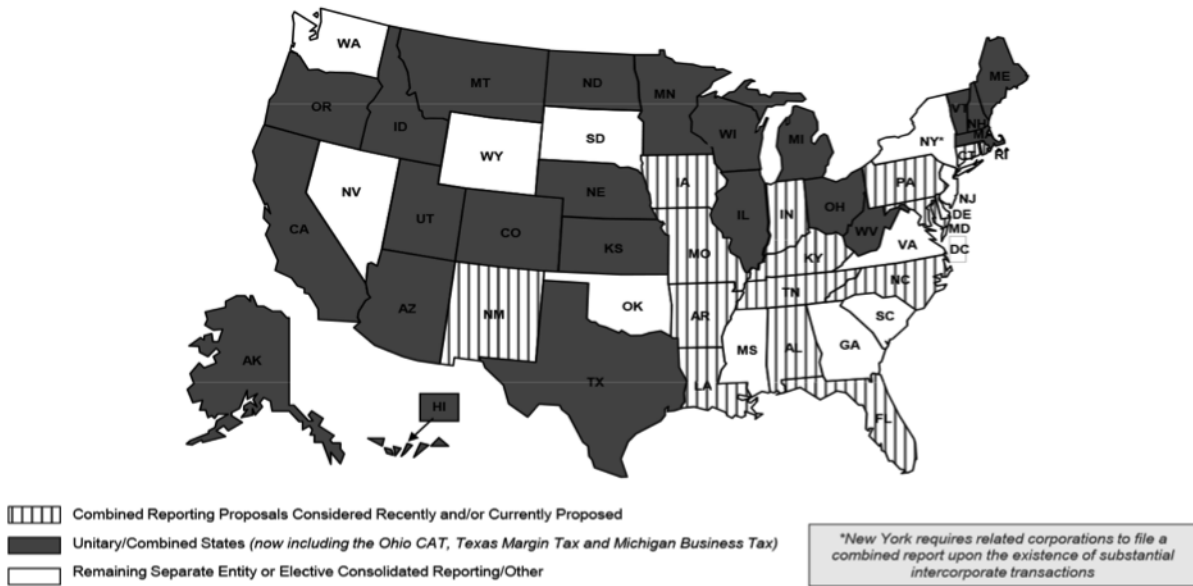 WA
MT
ND
MN
ME
OR
ID
WI
MI
VT
NH
MA
SD
WY
NY*
CT
RI
IA
NE
PA
NV
UT
CO
IL
IN
OH
NJ
DE
MD
CA
KS
MO
WV
VA
DC
KY
AZ
NM
OK
AR
TN
NC
SC
MS
AL
GA
AK
TX
LA
FL
HI
Combined Reporting Proposals Considered Recently and/or Currently Proposed
Unitary/Combined States (now including the Ohio CAT, Texas Margin Tax and Michigan Business Tax)
Remaining Separate Entity or Elective Consolidated Reporting/Other
*New York requires related corporations to file a
combined report upon the existence of substantial
intercorporate transactions